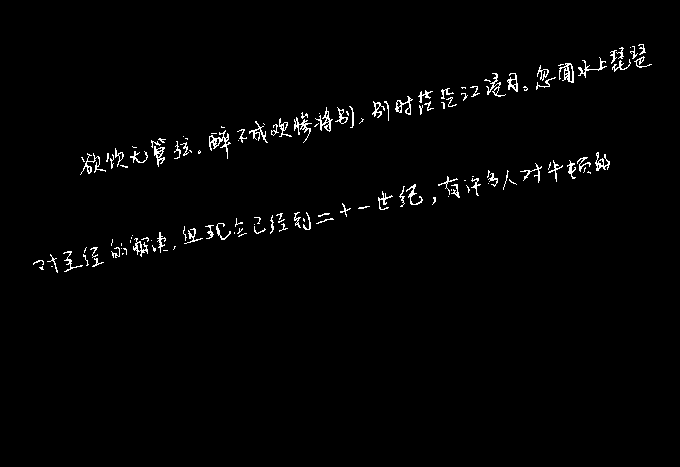 欲饮无管弦。醉不成欢惨将别,别时茫茫江浸月。忽闻水上琵琶
对圣经的解读,但现在已经到二十一世纪,有许多人对牛顿的